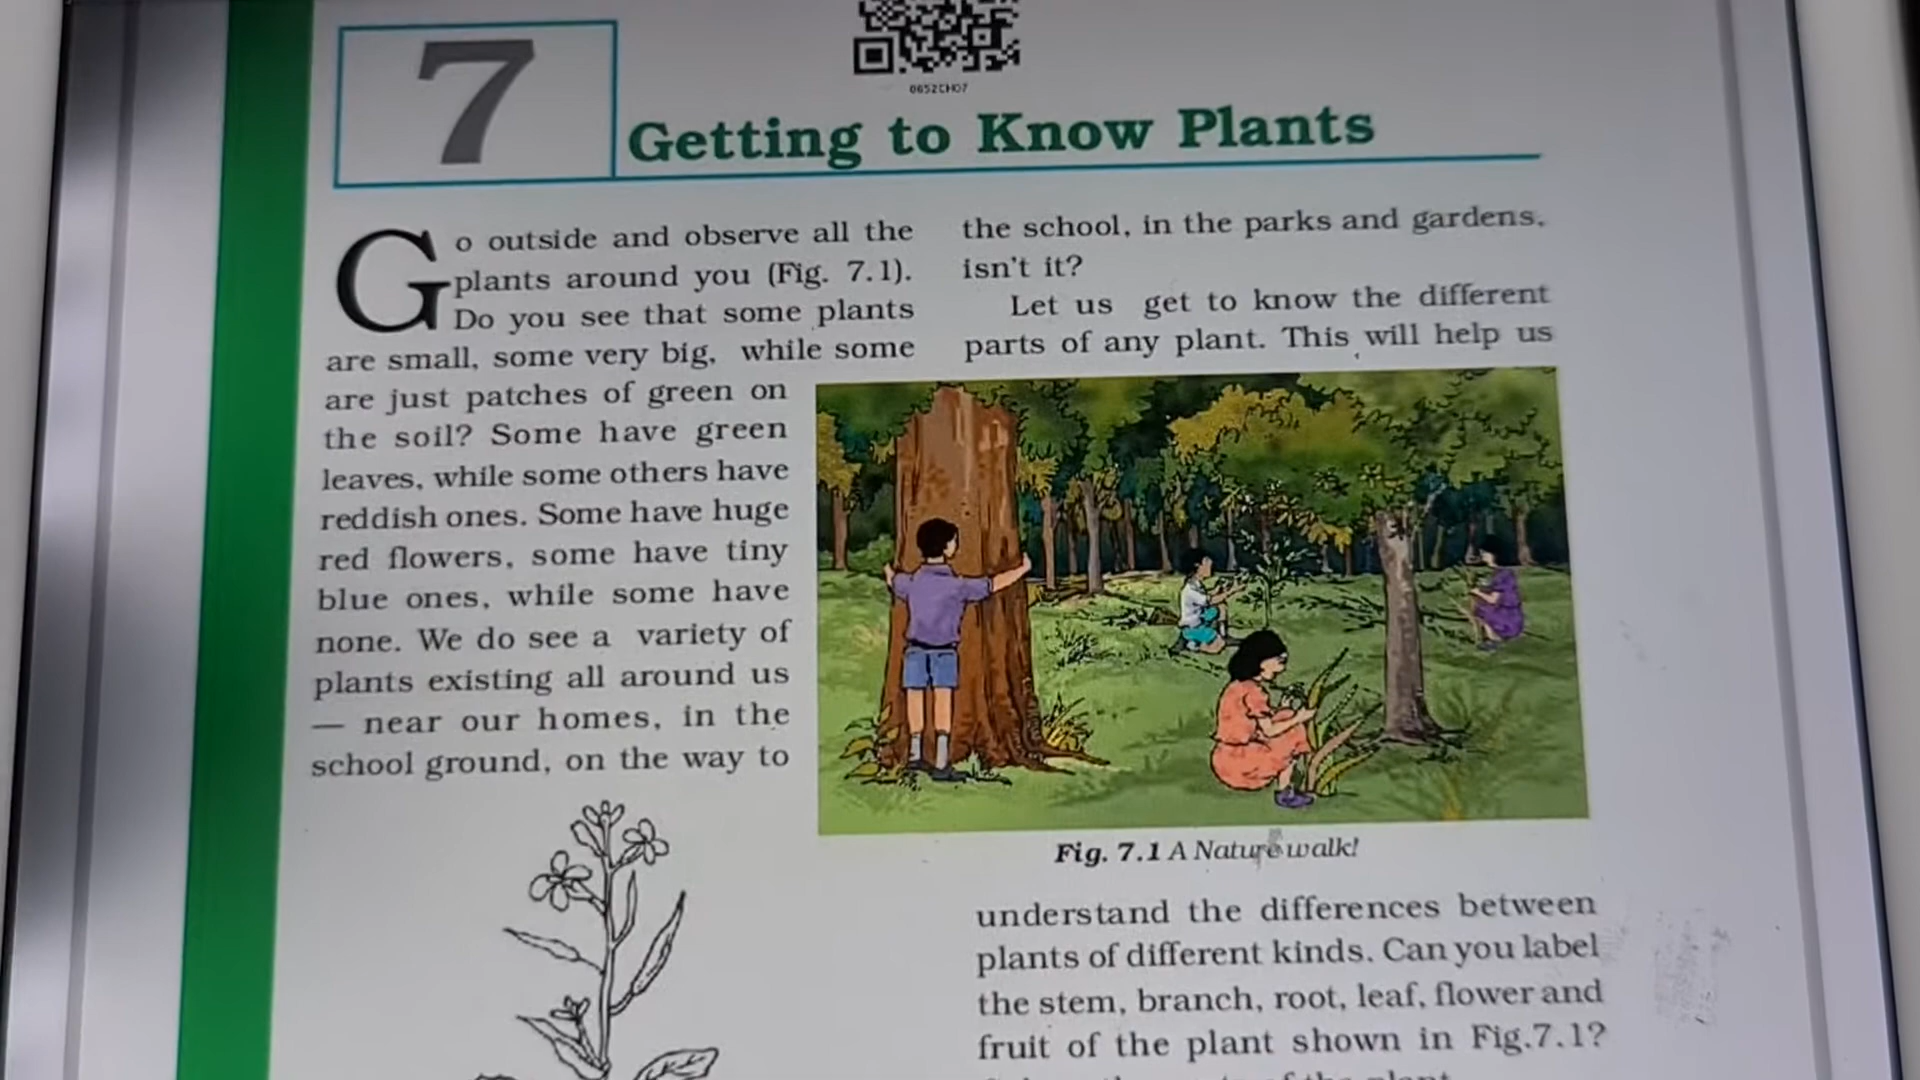 0652CH07
7
Getting to Know Plants
Go outside and observe all the
plants around you (Fig. 7.1).
Do you see that some plants
are small, some very big, while some
are just patches of green on
the soil? Some have green
leaves, while some others have
reddish ones. Some have huge
red flowers, some have tiny
blue ones, while some have
none. We do see a variety of
plants existing all around us
— near our homes, in the
school ground, on the way to
the school, in the parks and gardens,
isn't it?
Let us get to know the different
parts of any plant. This will help us
Fig. 7.1 A Nature walk!
understand the differences between
plants of different kinds. Can you label
the stem, branch, root, leaf, flower and
fruit of the plant shown in Fig.7.1?